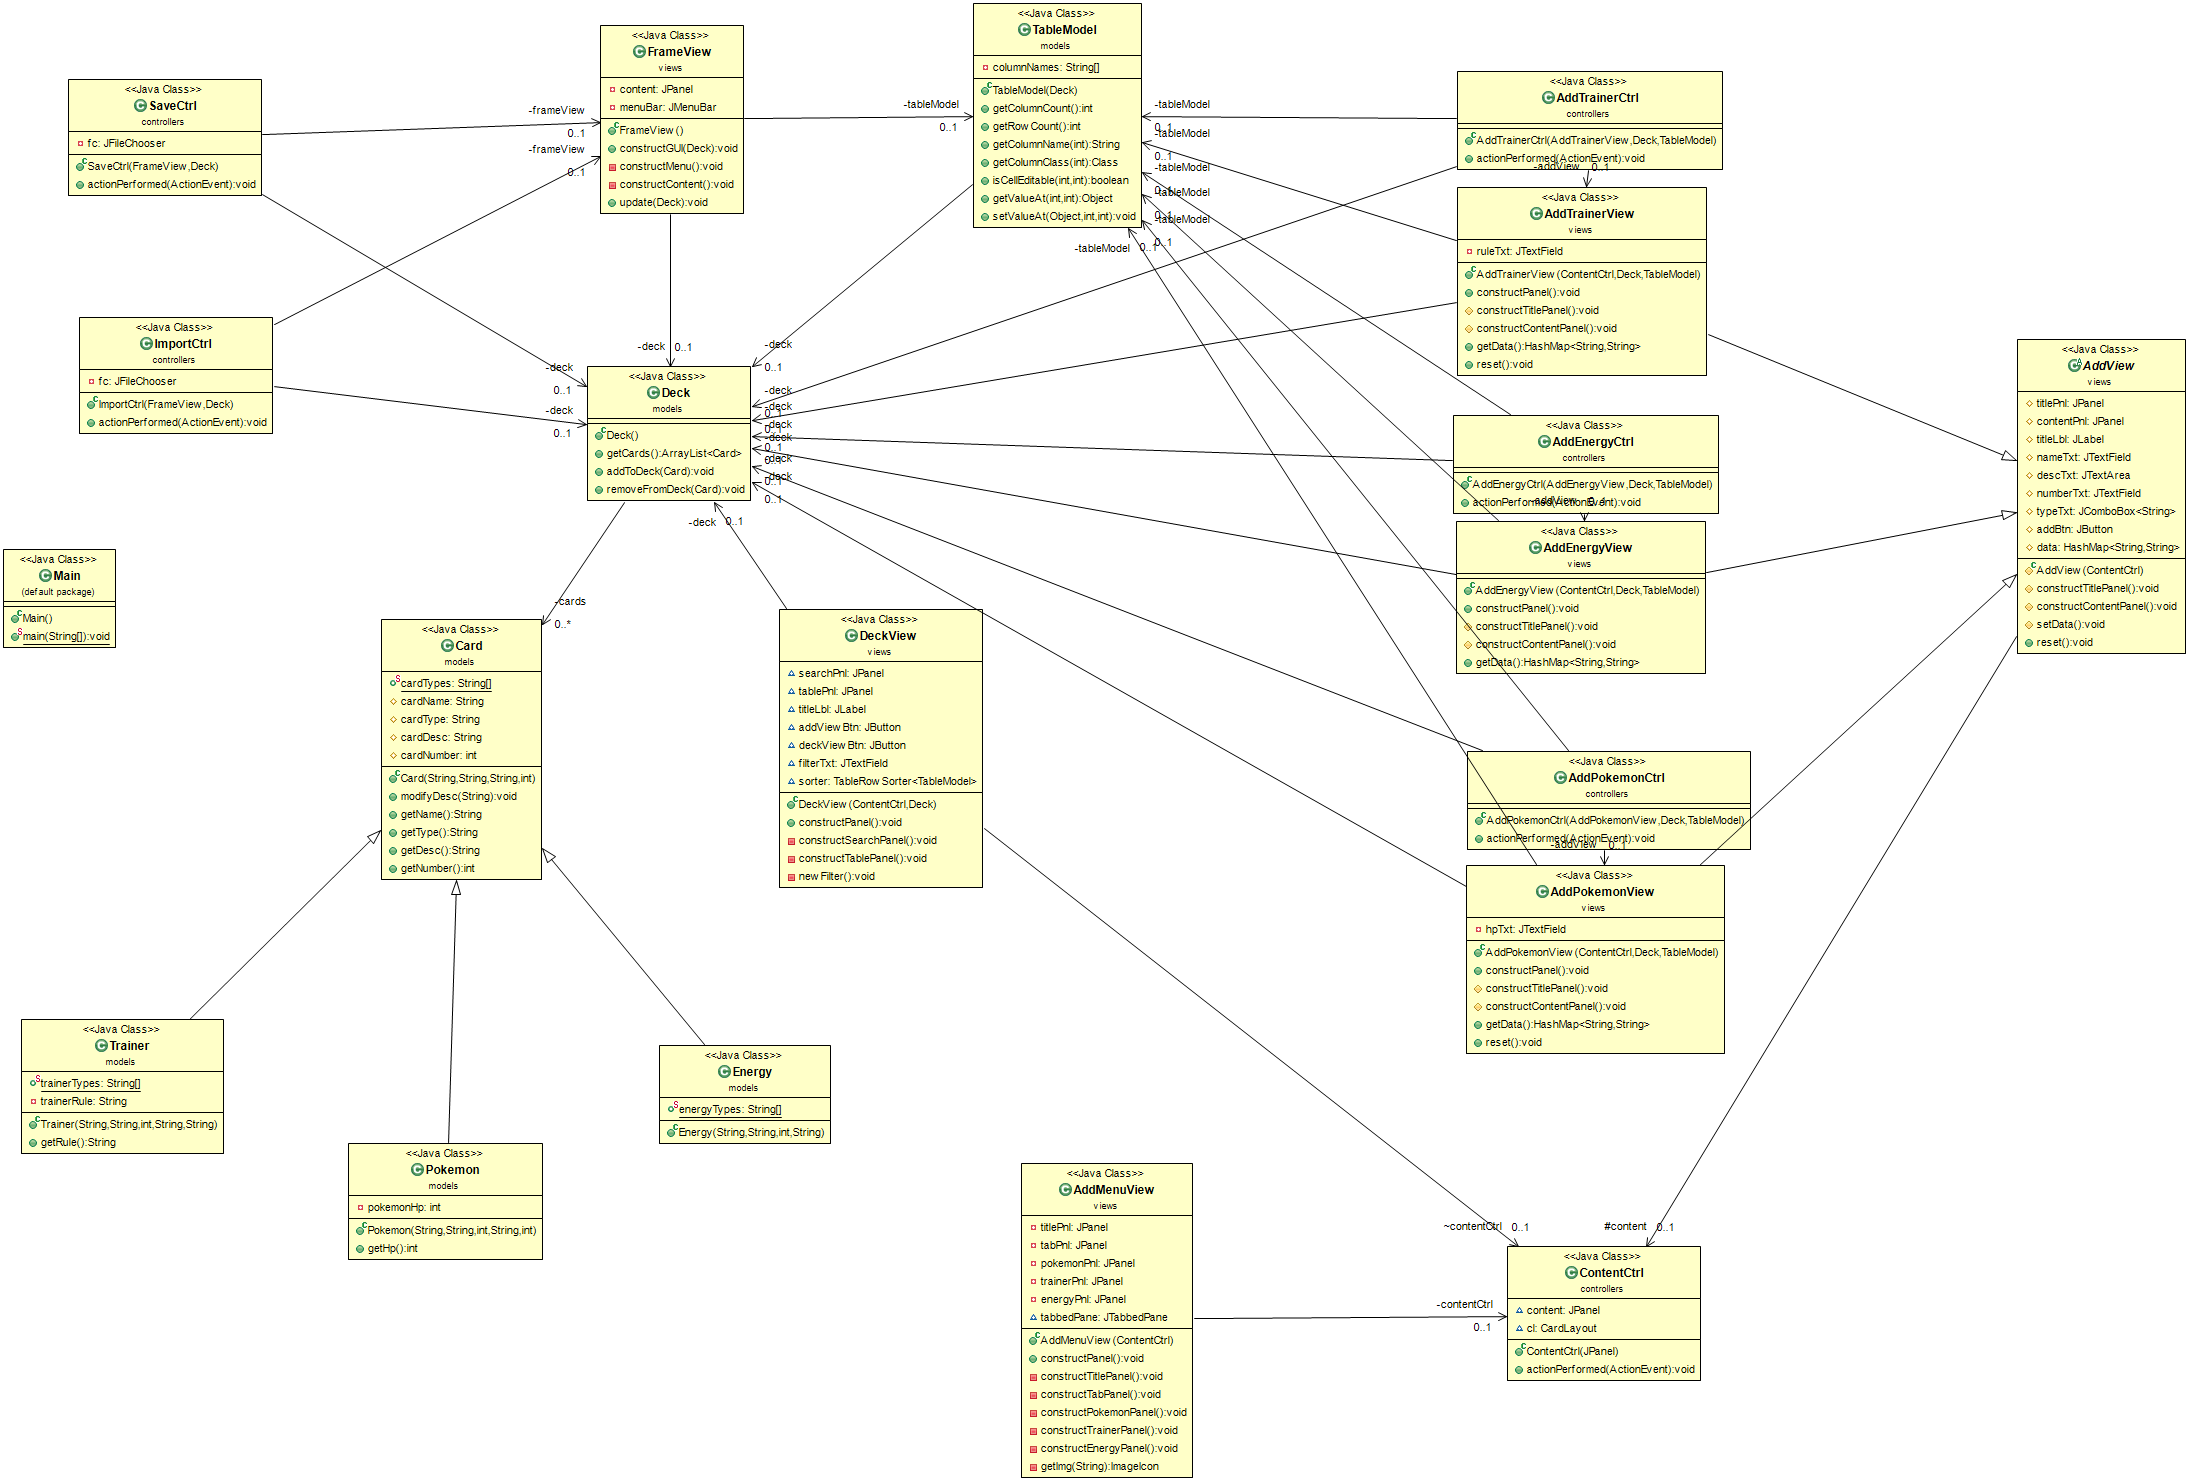 <<Java Class>>
SaveCtrl
controllers
fc: JFileChooser
SaveCtrl(FrameView,Deck)
actionPerformed(ActionEvent):void
<<Java Class>>
FrameView
views
content: JPanel
menuBar: JMenuBar
FrameView()
constructGUI(Deck):void
constructMenu():void
constructContent():void
update(Deck):void
<<Java Class>>
TableModel
models
columnNames: String[]
TableModel(Deck)
getColumnCount():int
getRowCount():int
getColumnName(int):String
getColumnClass(int):Class
isCellEditable(int,int):boolean
getValueAt(int,int):Object
setValueAt(Object,int,int):void
<<Java Class>>
AddTrainerCtrl
controllers
AddTrainerCtrl(AddTrainerView,Deck,TableModel)
actionPerformed(ActionEvent):void
-addView 0..1
<<Java Class>>
AddTrainerView
views
ruleTxt: JTextField
AddTrainerView(ContentCtrl,Deck,TableModel)
constructPanel():void
constructTitlePanel():void
constructContentPanel():void
getData():HashMap<String,String>
reset():void
-frameView
0..1
-frameView
0..1
-tableModel
0..1
-tableModel
0..1
-tableModel
0..1
-tableModel
0..1
-tableModel
0..1
-tableModel
0..1
-tableModel 0..1
<<Java Class>>
ImportCtrl
controllers
fc: JFileChooser
ImportCtrl(FrameView,Deck)
actionPerformed(ActionEvent):void
-deck
0..1
-deck
0..1
-deck 0..1
-deck
0..1
-deck
0..1
-deck
0..1
-deck
0..1
-deck
0..1
-deck
0..1
-deck
0..1
-deck 0..1
<<Java Class>>
Deck
models
Deck()
getCards():ArrayList<Card>
addToDeck(Card):void
removeFromDeck(Card):void
<<Java Class>>
AddView
views
titlePnl: JPanel
contentPnl: JPanel
titleLbl: JLabel
nameTxt: JTextField
descTxt: JTextArea
numberTxt: JTextField
typeTxt: JComboBox<String>
addBtn: JButton
data: HashMap<String,String>
AddView(ContentCtrl)
constructTitlePanel():void
constructContentPanel():void
setData():void
reset():void
<<Java Class>>
AddEnergyCtrl
controllers
AddEnergyCtrl(AddEnergyView,Deck,TableModel)
actionPerformed(ActionEvent):void
-addView 0..1
<<Java Class>>
AddEnergyView
views
AddEnergyView(ContentCtrl,Deck,TableModel)
constructPanel():void
constructTitlePanel():void
constructContentPanel():void
getData():HashMap<String,String>
<<Java Class>>
Main
(default package)
Main()
main(String[]):void
-cards
0..*
<<Java Class>>
Card
models
cardTypes: String[]
cardName: String
cardType: String
cardDesc: String
cardNumber: int
Card(String,String,String,int)
modifyDesc(String):void
getName():String
getType():String
getDesc():String
getNumber():int
<<Java Class>>
DeckView
views
searchPnl: JPanel
tablePnl: JPanel
titleLbl: JLabel
addViewBtn: JButton
deckViewBtn: JButton
filterTxt: JTextField
sorter: TableRowSorter<TableModel>
DeckView(ContentCtrl,Deck)
constructPanel():void
constructSearchPanel():void
constructTablePanel():void
newFilter():void
<<Java Class>>
AddPokemonCtrl
controllers
AddPokemonCtrl(AddPokemonView,Deck,TableModel)
actionPerformed(ActionEvent):void
-addView 0..1
<<Java Class>>
AddPokemonView
views
hpTxt: JTextField
AddPokemonView(ContentCtrl,Deck,TableModel)
constructPanel():void
constructTitlePanel():void
constructContentPanel():void
getData():HashMap<String,String>
reset():void
<<Java Class>>
Trainer
models
trainerTypes: String[]
trainerRule: String
Trainer(String,String,int,String,String)
getRule():String
<<Java Class>>
Pokemon
models
pokemonHp: int
Pokemon(String,String,int,String,int)
getHp():int
<<Java Class>>
Energy
models
energyTypes: String[]
Energy(String,String,int,String)
<<Java Class>>
AddMenuView
views
titlePnl: JPanel
tabPnl: JPanel
pokemonPnl: JPanel
trainerPnl: JPanel
energyPnl: JPanel
tabbedPane: JTabbedPane
AddMenuView(ContentCtrl)
constructPanel():void
constructTitlePanel():void
constructTabPanel():void
constructPokemonPanel():void
constructTrainerPanel():void
constructEnergyPanel():void
getImg(String):ImageIcon
~contentCtrl 0..1
#content 0..1
-contentCtrl
0..1
<<Java Class>>
ContentCtrl
controllers
content: JPanel
cl: CardLayout
ContentCtrl(JPanel)
actionPerformed(ActionEvent):void